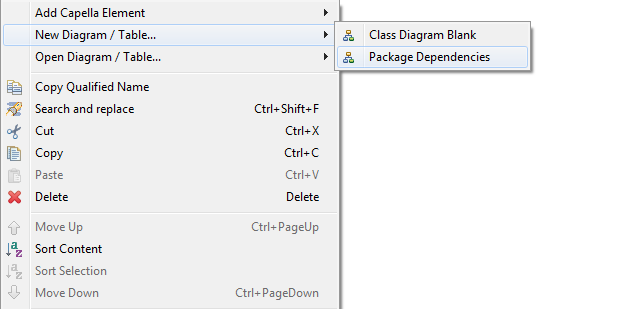 Add Capella Element
New Diagram / Table...
Class Diagram Blank
Open Diagram / Table...
Package Dependencies
Copy Qualified Name
Search and replace Ctrl+Shift+F
Cut Ctrl+X
Copy Ctrl+C
Paste Ctrl+V
Delete Delete
Move Up Ctrl+PageUp
Sort Content
Sort Selection
Move Down Ctrl+PageDown